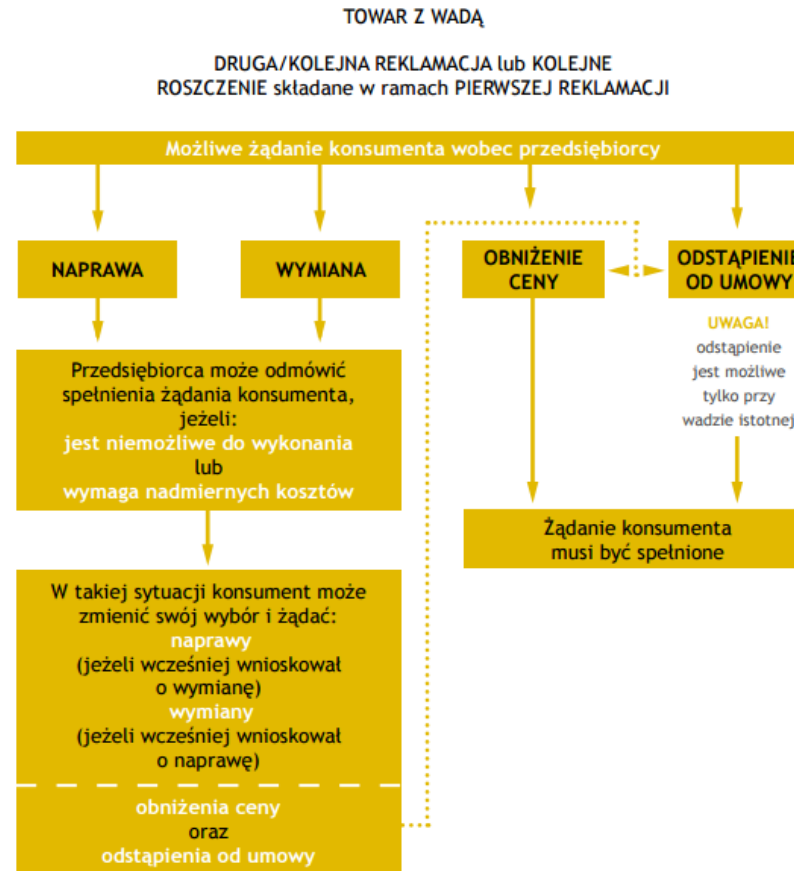 TOWAR Z WADĄ
DRUGA/KOLEJNA REKLAMACJA lub KOLEJNE
ROSZCZENIE składane w ramach PIERWSZEJ REKLAMACJI
Możliwe żądanie konsumenta wobec przedsiębiorcy
NAPRAWA
WYMIANA
OBNIŻENIE
CENY
ODSTĄPIENIE
OD UMOWY
UWAGA!
odstąpienie
jest możliwe
tylko przy
wadzie istotnej
Przedsiębiorca może odmówić
spełnienia żądania konsumenta,
jeżeli:
jest niemożliwe do wykonania
lub
wymaga nadmiernych kosztów
Żądanie konsumenta
musi być spełnione
W takiej sytuacji konsument może
zmienić swój wybór i żądać:
naprawy
(jeżeli wcześniej wnioskował
o wymianę)
wymiany
(jeżeli wcześniej wnioskował
o naprawę)
obniżenia ceny
oraz
odstąpienia od umowy